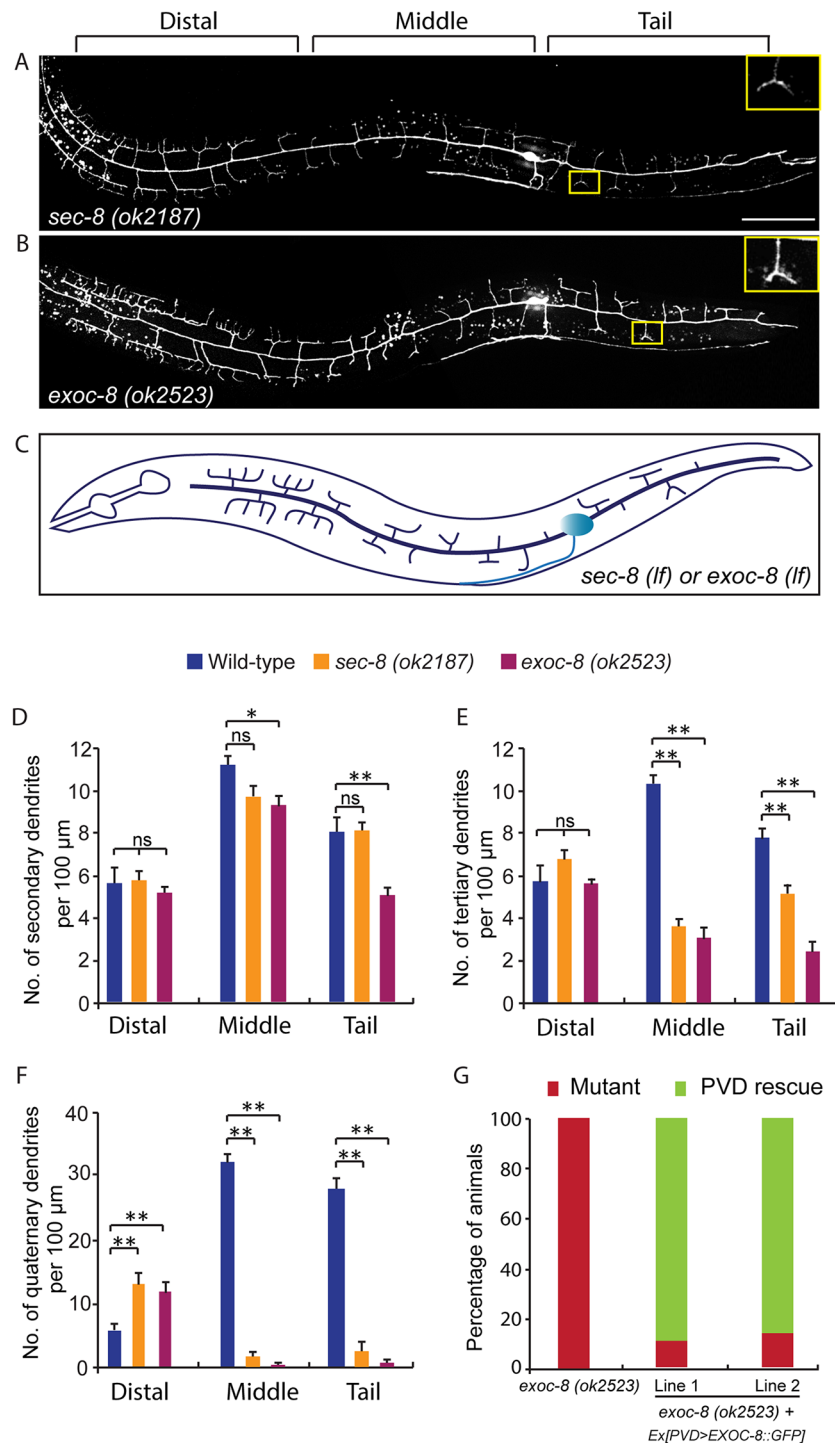 Distal Middle Tail
A
sec-8 (ok2187)
B
exoc-8 (ok2523)
C
sec-8 (lf) or exoc-8 (lf)
Wild-type sec-8 (ok2187) exoc-8 (ok2523)
D
No. of secondary dendrites
per 100 µm
12
10
8
6
4
2
0
ns
ns
*
ns
**
Distal Middle Tail
E
No. of tertiary dendrites
per 100 µm
12
10
8
6
4
2
0
ns
**
**
**
**
Distal Middle Tail
F
No. of quaternary dendrites
per 100 µm
40
30
20
10
0
**
**
**
**
**
**
Distal Middle Tail
G
Mutant PVD rescue
Percentage of animals
100
80
60
40
20
0
exoc-8 (ok2523) Line 1 Line 2
exoc-8 (ok2523) +
Ex[PVD>EXOC-8::GFP]